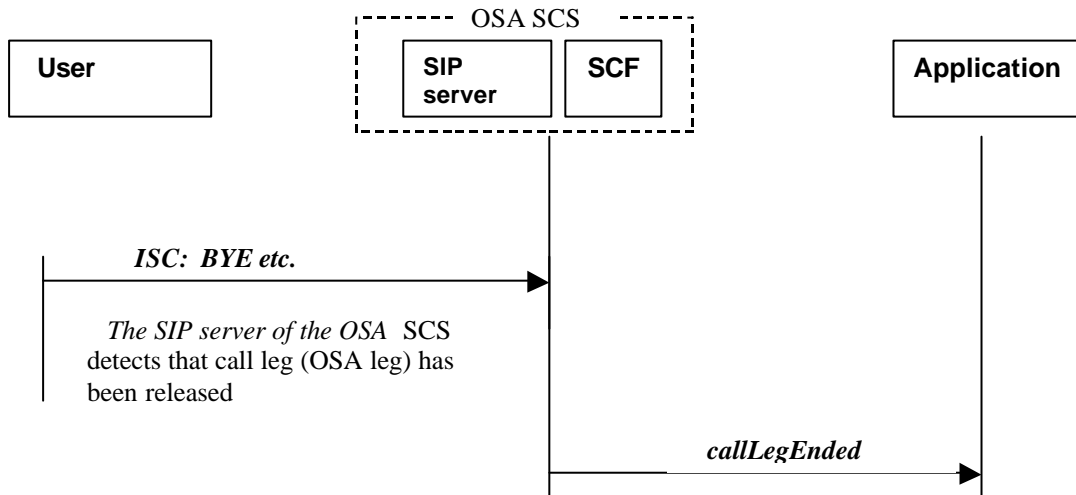 OSA SCS
User
SIP
server
SCF
Application
ISC: BYE etc.
The SIP server of the OSA SCS
detects that call leg (OSA leg) has
been released
callLegEnded